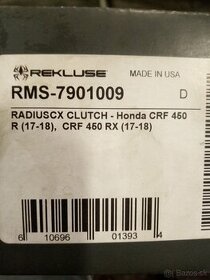 REKLUSE
MADE IN USA
RMS-7901009
D
RADIUSCX CLUTCH - Honda CRF 450
R (17-18), CRF 450 RX (17-18)
6 10696 01393 4
bazos.sk